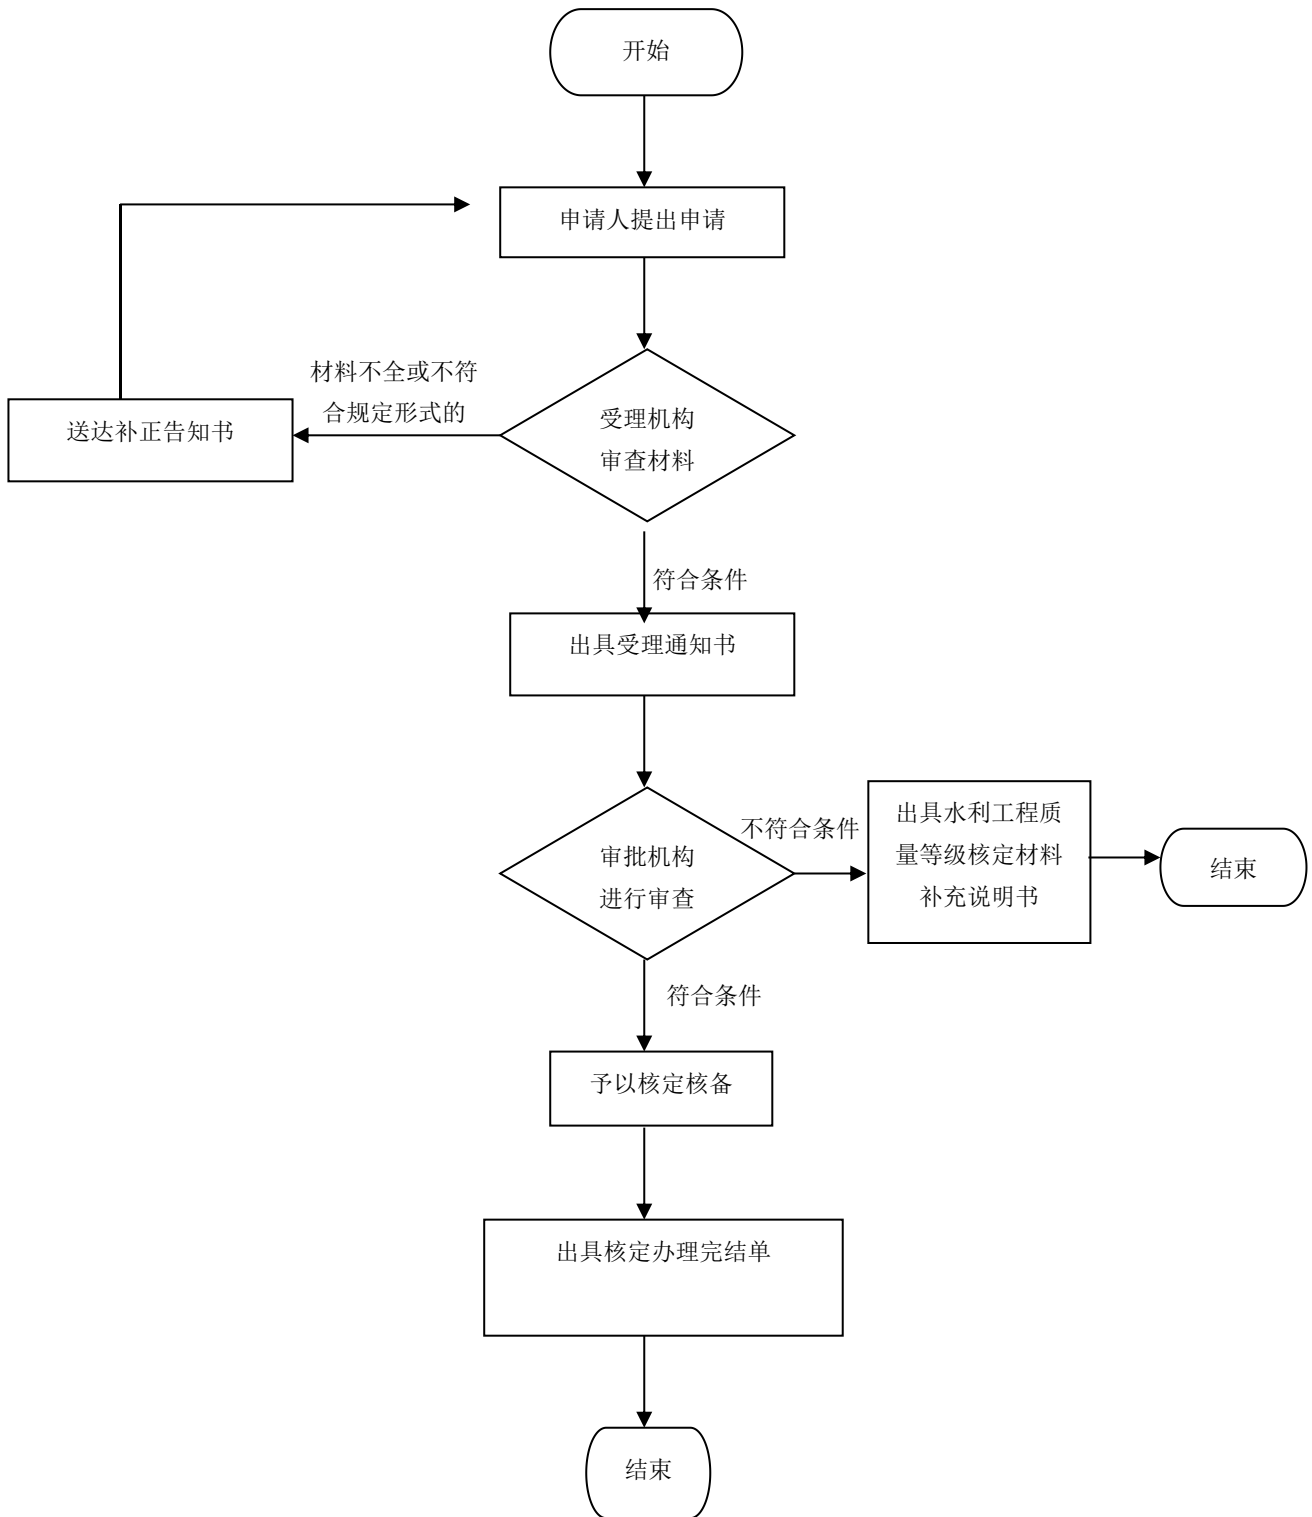 开始
申请人提出申请
材料不全或不符
合规定形式的
送达补正告知书
受理机构
审查材料
符合条件
出具受理通知书
审批机构
进行审查
不符合条件
出具水利工程质
量等级核定材料
补充说明书
结束
符合条件
予以核定核备
出具核定办理完结单
结束